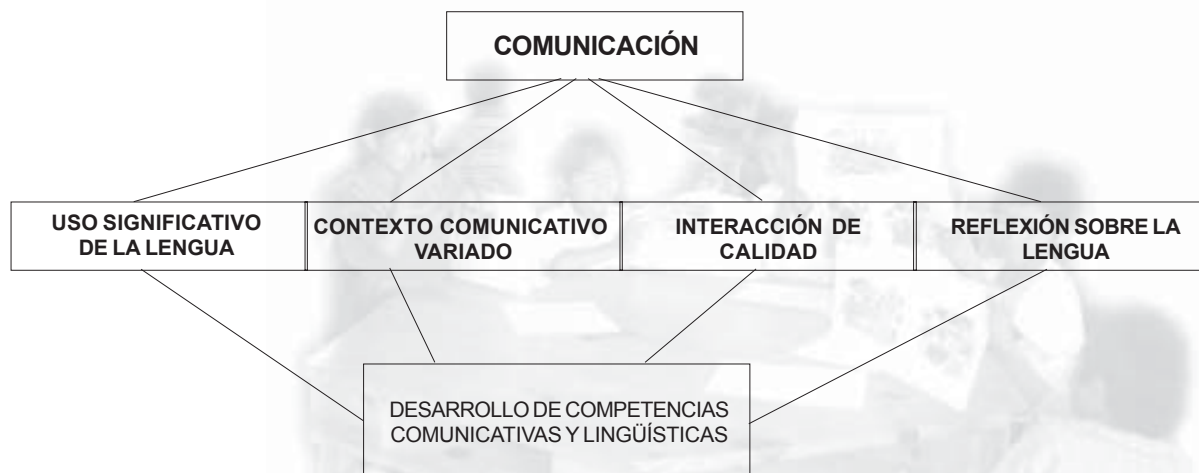 COMUNICACIÓN
USO SIGNIFICATIVO
DE LA LENGUA
CONTEXTO COMUNICATIVO
VARIADO
INTERACCIÓN DE
CALIDAD
REFLEXIÓN SOBRE LA
LENGUA
DESARROLLO DE COMPETENCIAS
COMUNICATIVAS Y LINGÜÍSTICAS